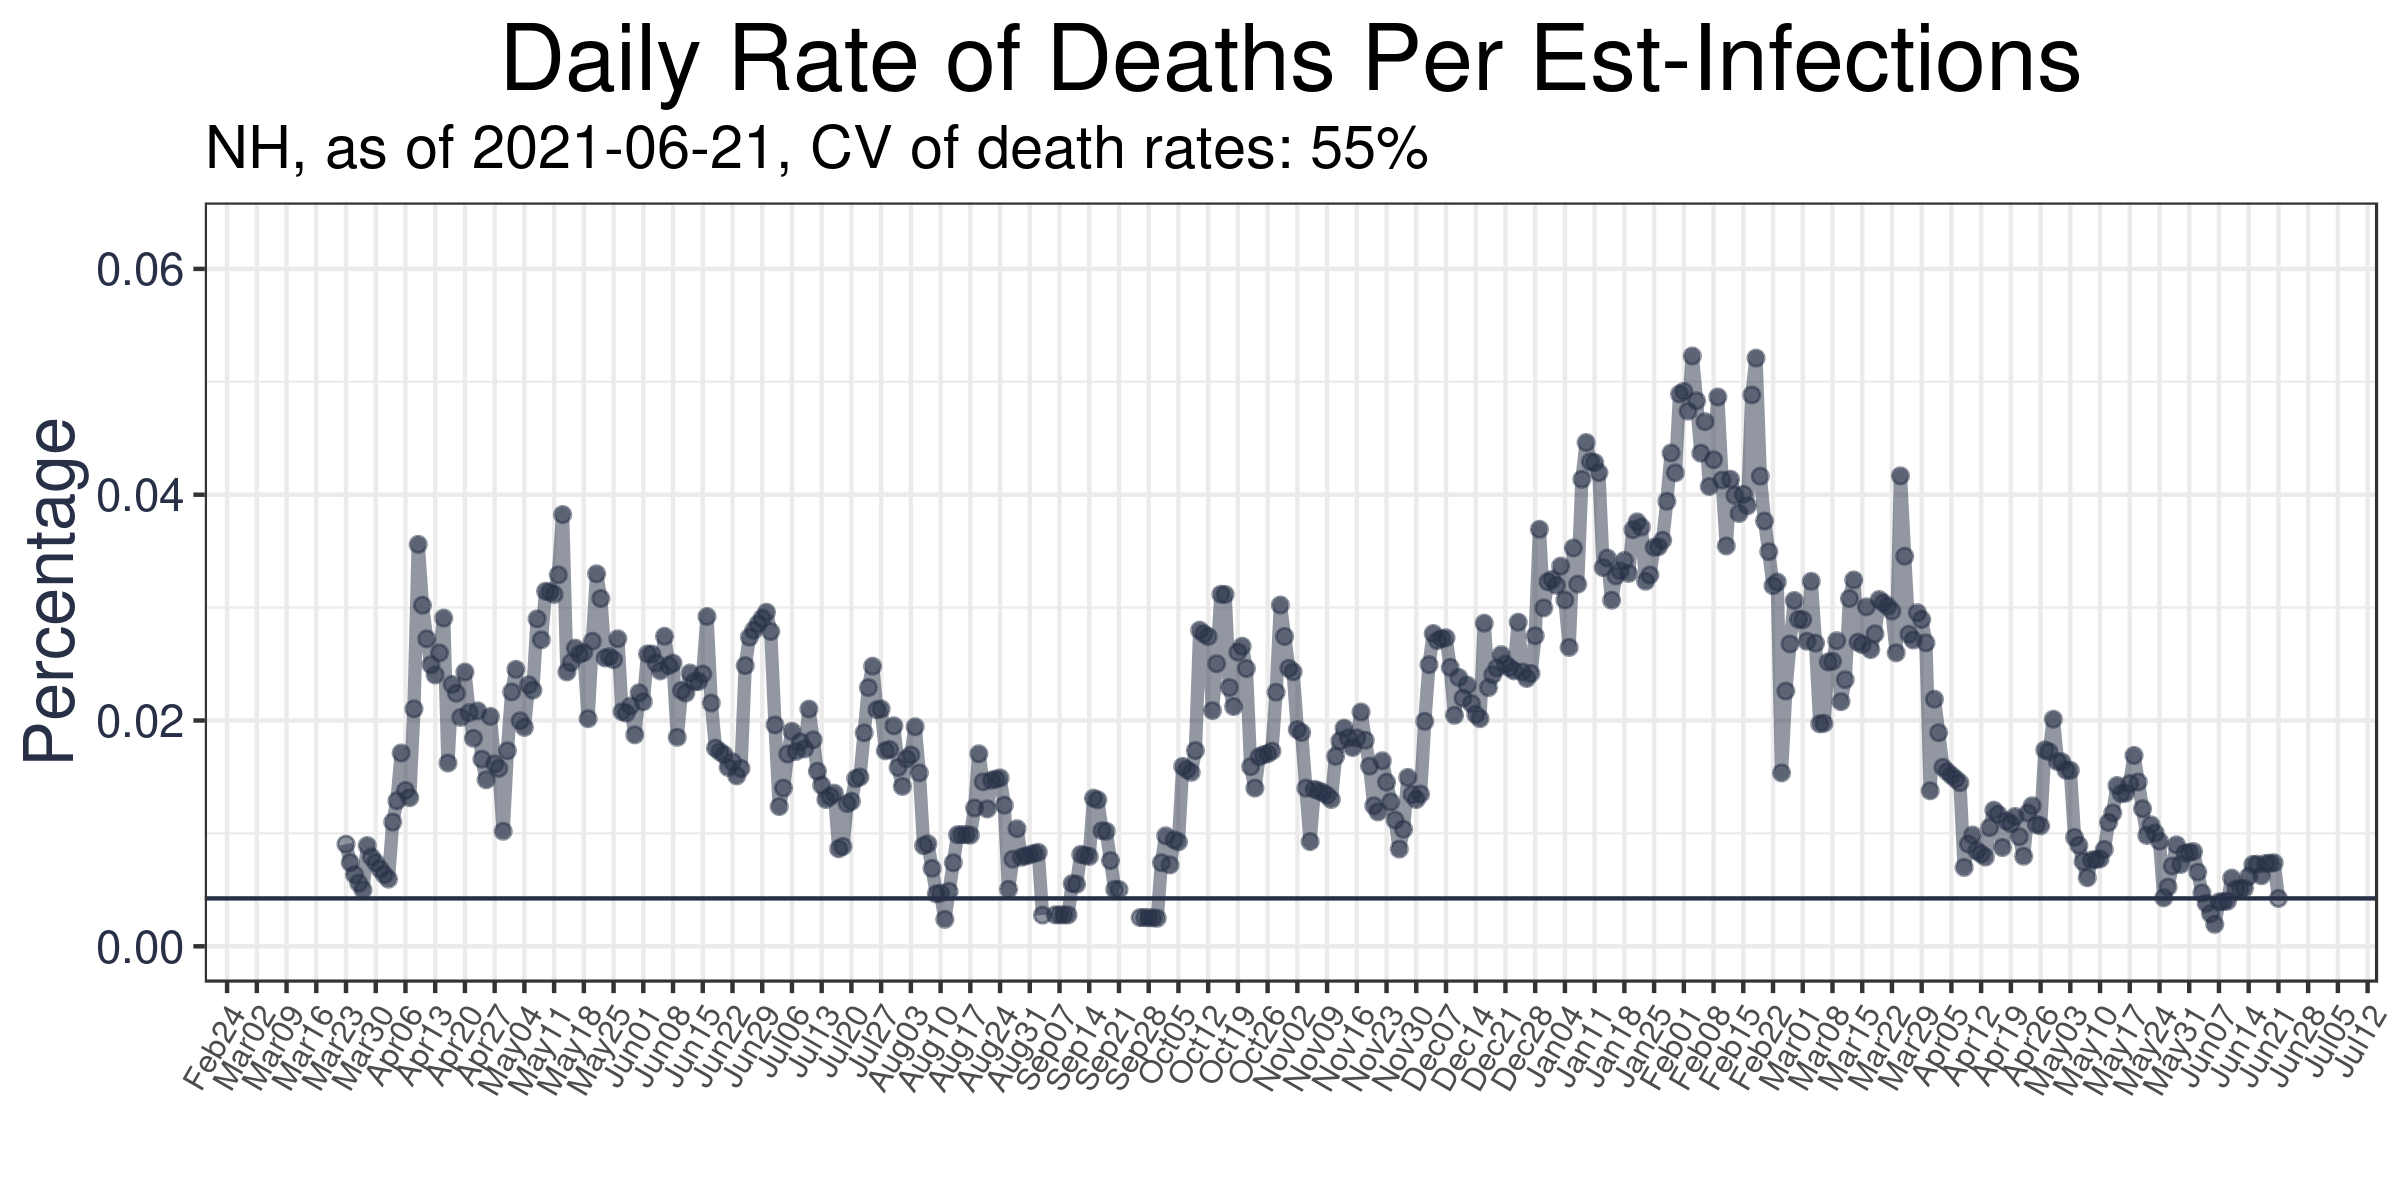 Daily Rate of Deaths Per Est-Infections
NH, as of 2021-06-21, CV of death rates: 55%
Percentage
0.06
0.04
0.02
0.00
Feb24
Mar02
Mar09
Mar16
Mar23
Mar30
Apr06
Apr13
Apr20
Apr27
May04
May11
May18
May25
Jun01
Jun08
Jun15
Jun22
Jun29
Jul06
Jul13
Jul20
Jul27
Aug03
Aug10
Aug17
Aug24
Aug31
Sep07
Sep14
Sep21
Sep28
Oct05
Oct12
Oct19
Oct26
Nov02
Nov09
Nov16
Nov23
Nov30
Dec07
Dec14
Dec21
Dec28
Dec04
Jan11
Jan18
Jan25
Feb01
Feb08
Feb15
Feb22
Mar01
Mar08
Mar15
Mar22
Mar29
Apr05
Apr12
Apr19
Apr26
May03
May10
May17
May24
May31
May07
Jun14
Jun21
Jun28
Jul05
Jul12